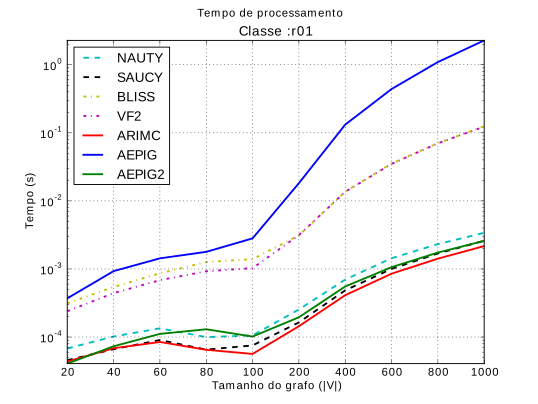 Tempo de processamento
Classe :r01
NAUTY
SAUCY
BLISS
VF2
ARIMC
AEPIG
AEPIG2
10^0
10^-1
10^-2
10^-3
10^-4
Tempo (s)
20 40 60 80 100 200 400 600 800 1000
Tamanho do grafo (|V|)